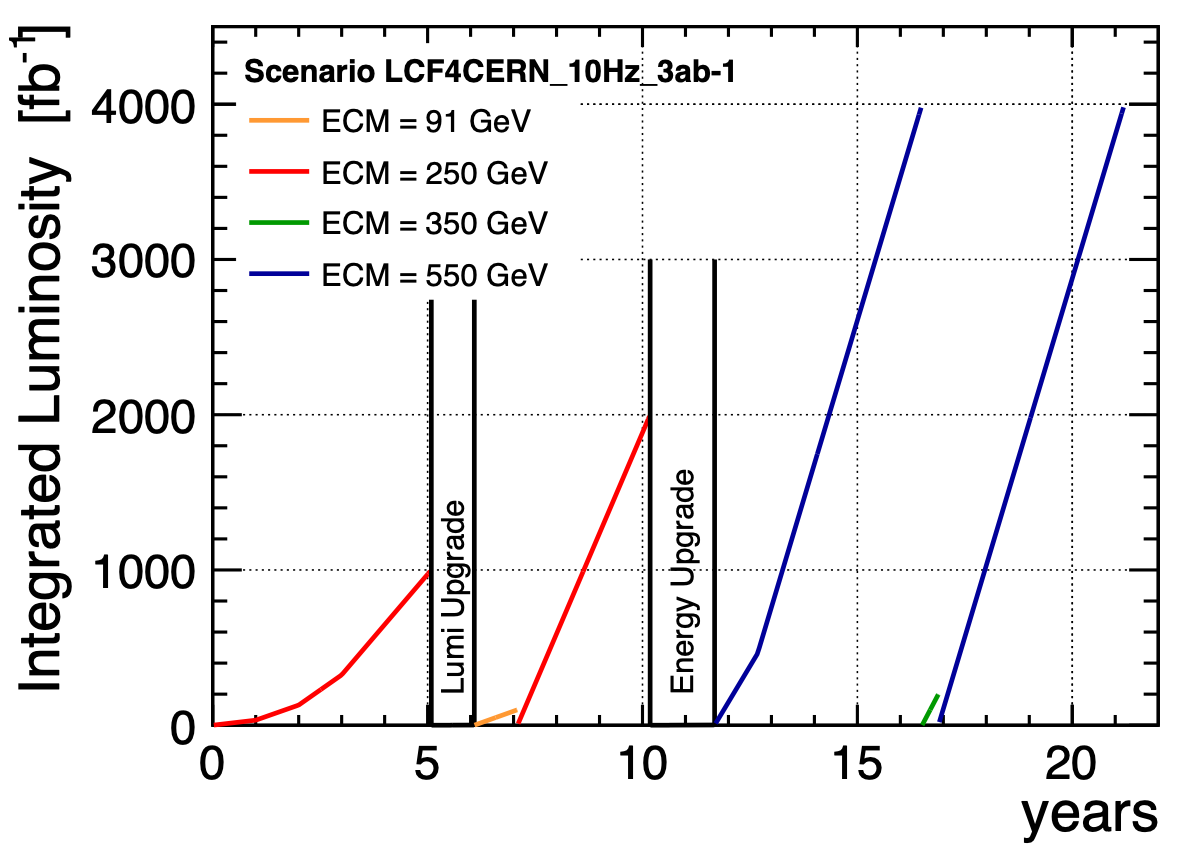 Integrated Luminosity [fb-1]
Scenario LCF4CERN_10Hz_3ab-1
ECM = 91 GeV
ECM = 250 GeV
ECM = 350 GeV
ECM = 550 GeV
4000
3000
2000
1000
0
Lumi Upgrade
Energy Upgrade
0 5 10 15 20
years